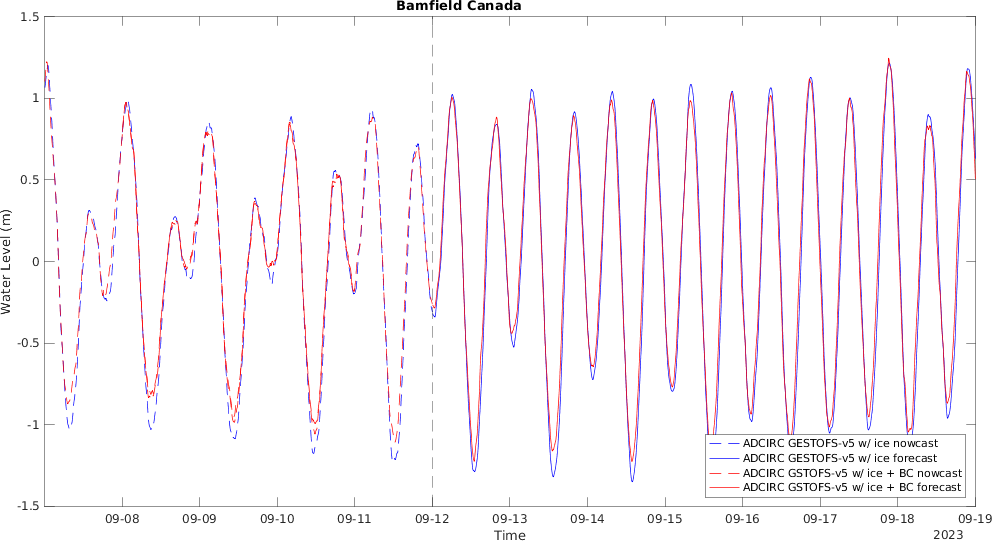 Bamfield Canada
1.5
1
0.5
0
-0.5
-1
-1.5
Water Level (m)
ADCIRC GESTOFS-v5 w/ ice nowcast
ADCIRC GESTOFS-v5 w/ ice forecast
ADCIRC GSTOFS-v5 w/ ice + BC nowcast
ADCIRC GSTOFS-v5 w/ ice + BC forecast
09-08 09-09 09-10 09-11 09-12 09-13 09-14 09-15 09-16 09-17 09-18 09-19
Time
2023